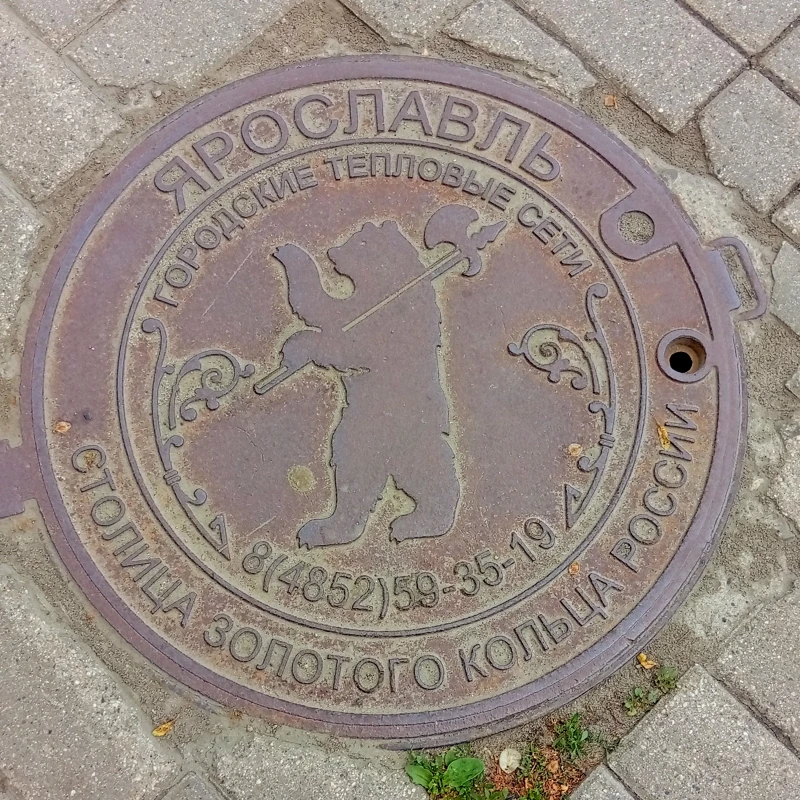 ЯРОСЛАВЛЬ
ГОРОДСКИЕ ТЕПЛОВЫЕ СЕТИ
8(4852)59-35-19
СТОЛИЦА ЗОЛОТОГО КОЛЬЦА РОССИИ